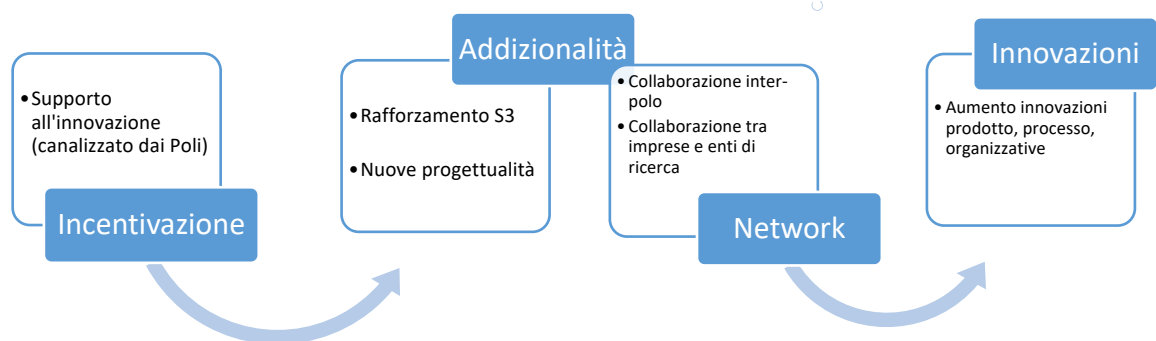 •Supporto
all'innovazione
(canalizzato dai Poli)
Incentivazione
Addizionalità
•Rafforzamento S3
•Nuove progettualità
•Collaborazione inter-
polo
•Collaborazione tra
imprese e enti di
ricerca
Network
Innovazioni
•Aumento innovazioni
prodotto, processo,
organizzative